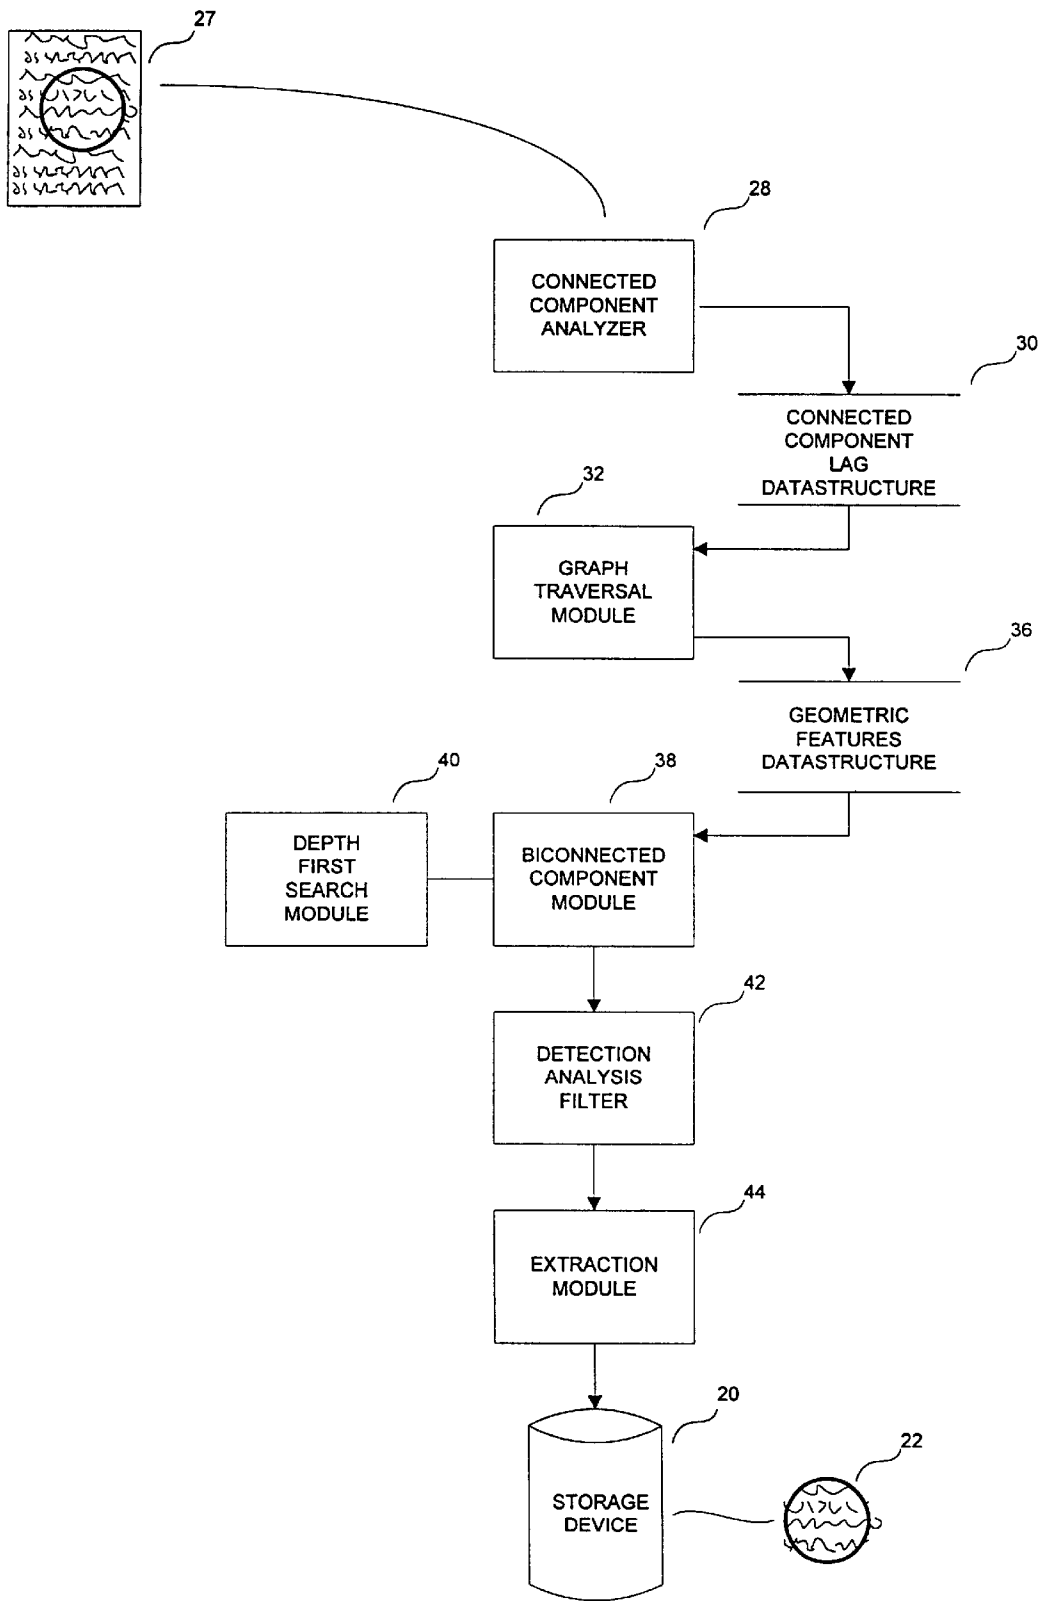 27
28
CONNECTED
COMPONENT
ANALYZER
30
CONNECTED
COMPONENT
LAG
DATASTRUCTURE
32
GRAPH
TRAVERSAL
MODULE
36
GEOMETRIC
FEATURES
DATASTRUCTURE
40
DEPTH
FIRST
SEARCH
MODULE
38
BICONNECTED
COMPONENT
MODULE
42
DETECTION
ANALYSIS
FILTER
44
EXTRACTION
MODULE
20
STORAGE
DEVICE
22